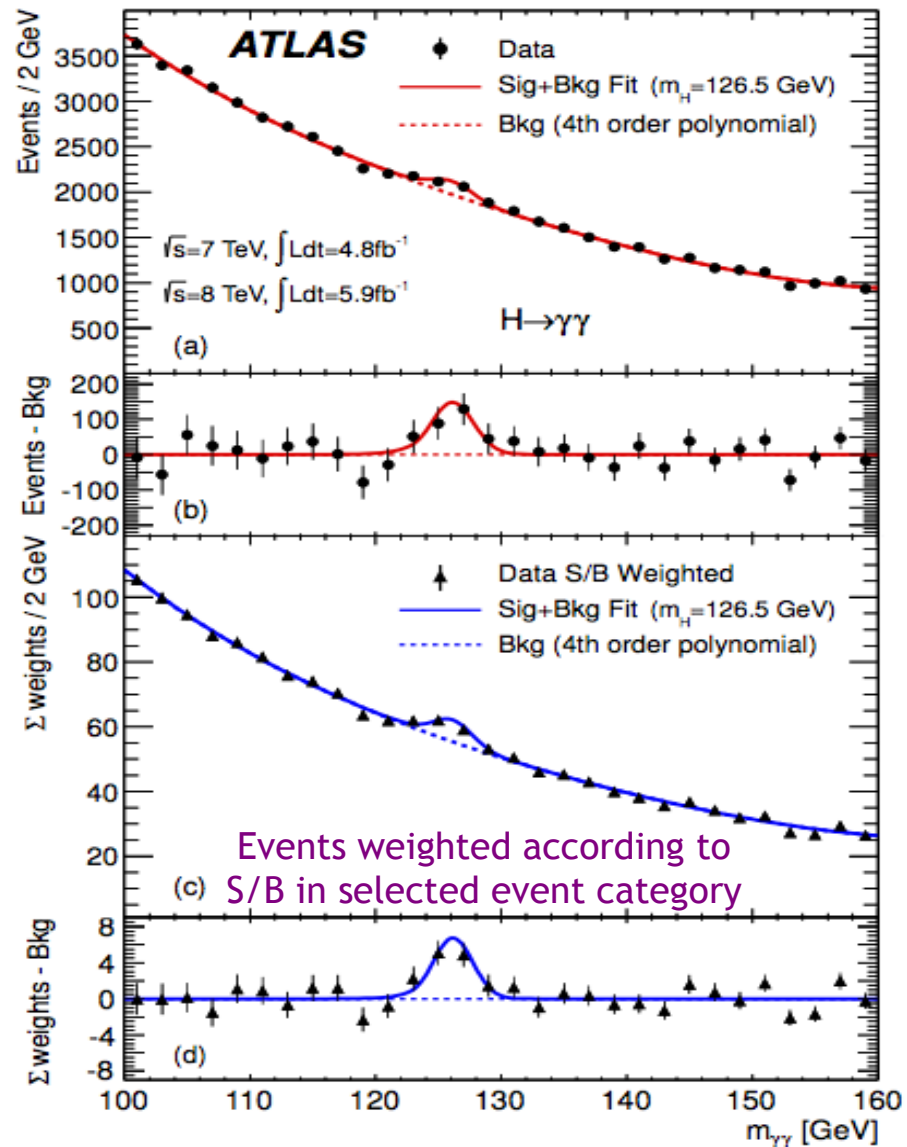 ATLAS
Data
Sig+Bkg Fit (m_H=126.5 GeV)
Bkg (4th order polynomial)
√s=7 TeV, ∫Ldt=4.8fb⁻¹
√s=8 TeV, ∫Ldt=5.9fb⁻¹
H→γγ
(a)
Events / 2 GeV
3500
3000
2500
2000
1500
1000
500
Events - Bkg
200
100
0
-100
-200
(b)
Σ weights / 2 GeV
100
80
60
40
20
Data S/B Weighted
Sig+Bkg Fit (m_H=126.5 GeV)
Bkg (4th order polynomial)
Events weighted according to
S/B in selected event category
(c)
Σ weights - Bkg
8
4
0
-4
-8
(d)
100 110 120 130 140 150 160
m_γγ [GeV]